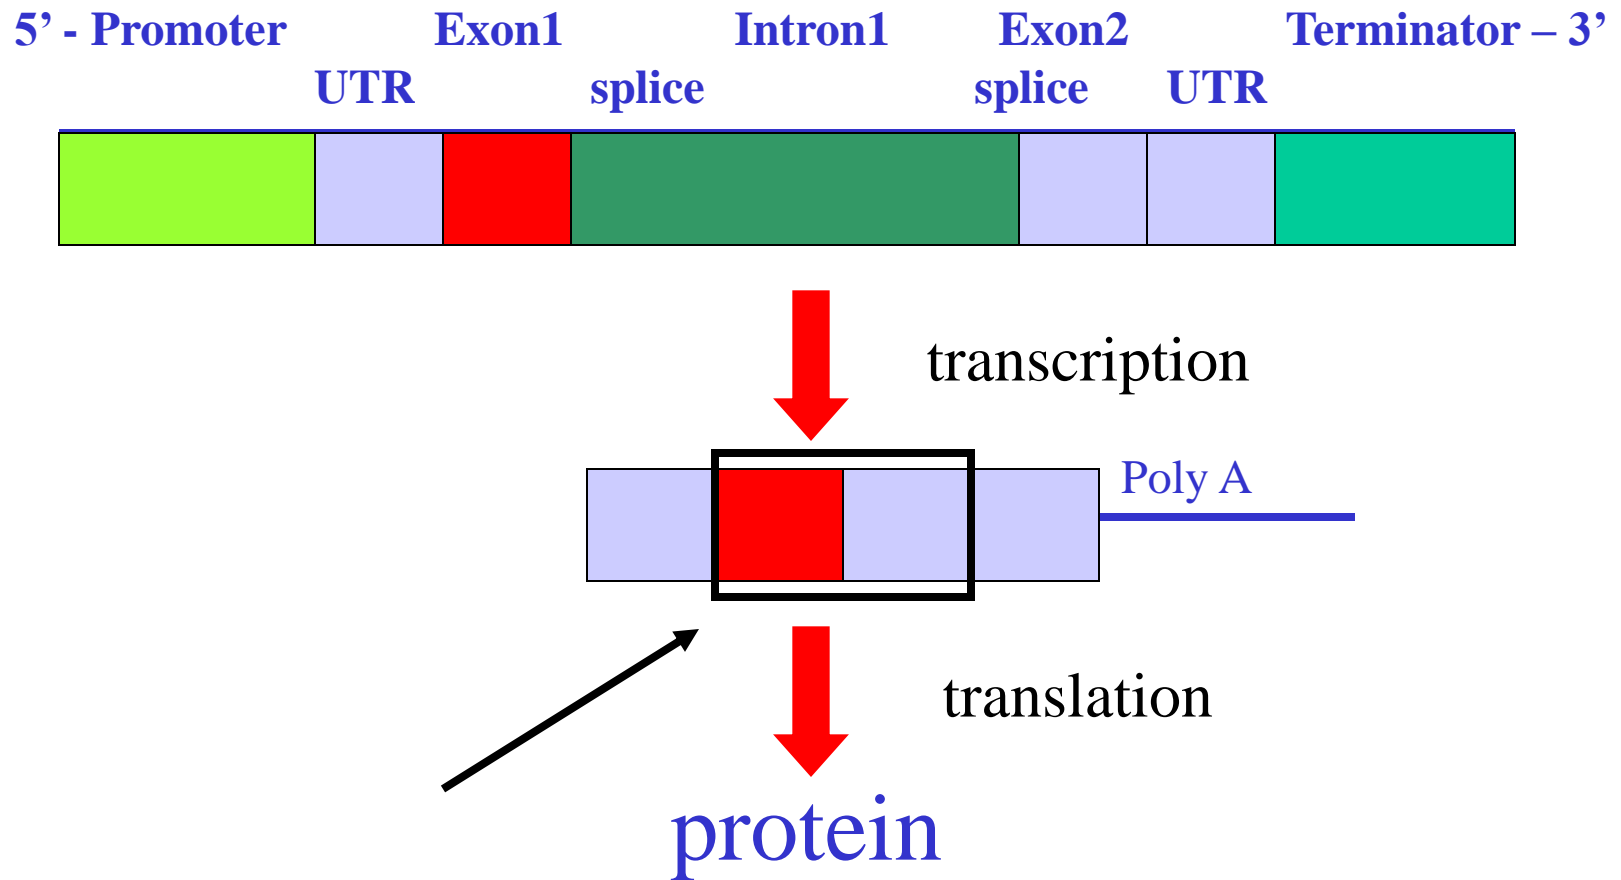 5’ - Promoter Exon1 Intron1 Exon2 Terminator – 3’
UTR splice splice UTR
transcription
Poly A
translation
protein